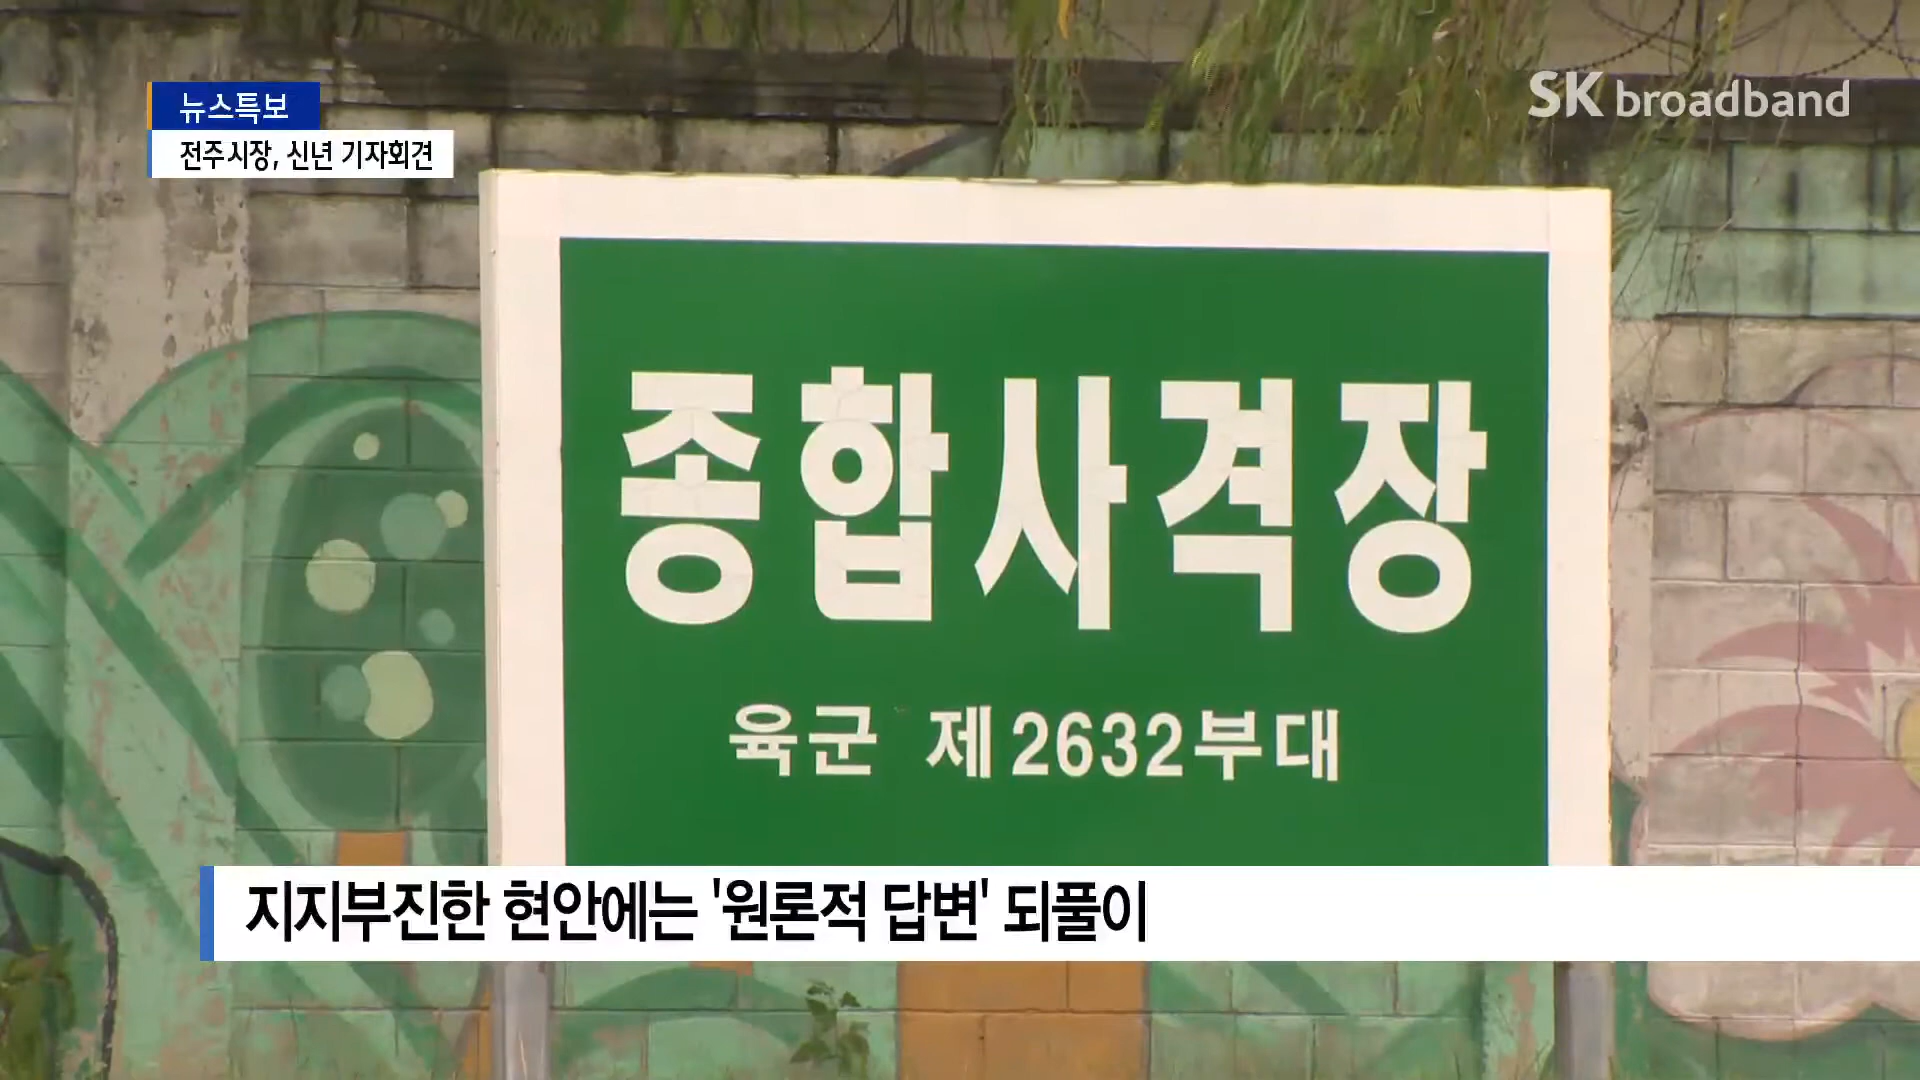 뉴스특보
전주시장, 신년 기자회견
SK broadband
종합사격장
육군 제2632부대
지지부진한 현안에는 '원론적 답변' 되풀이